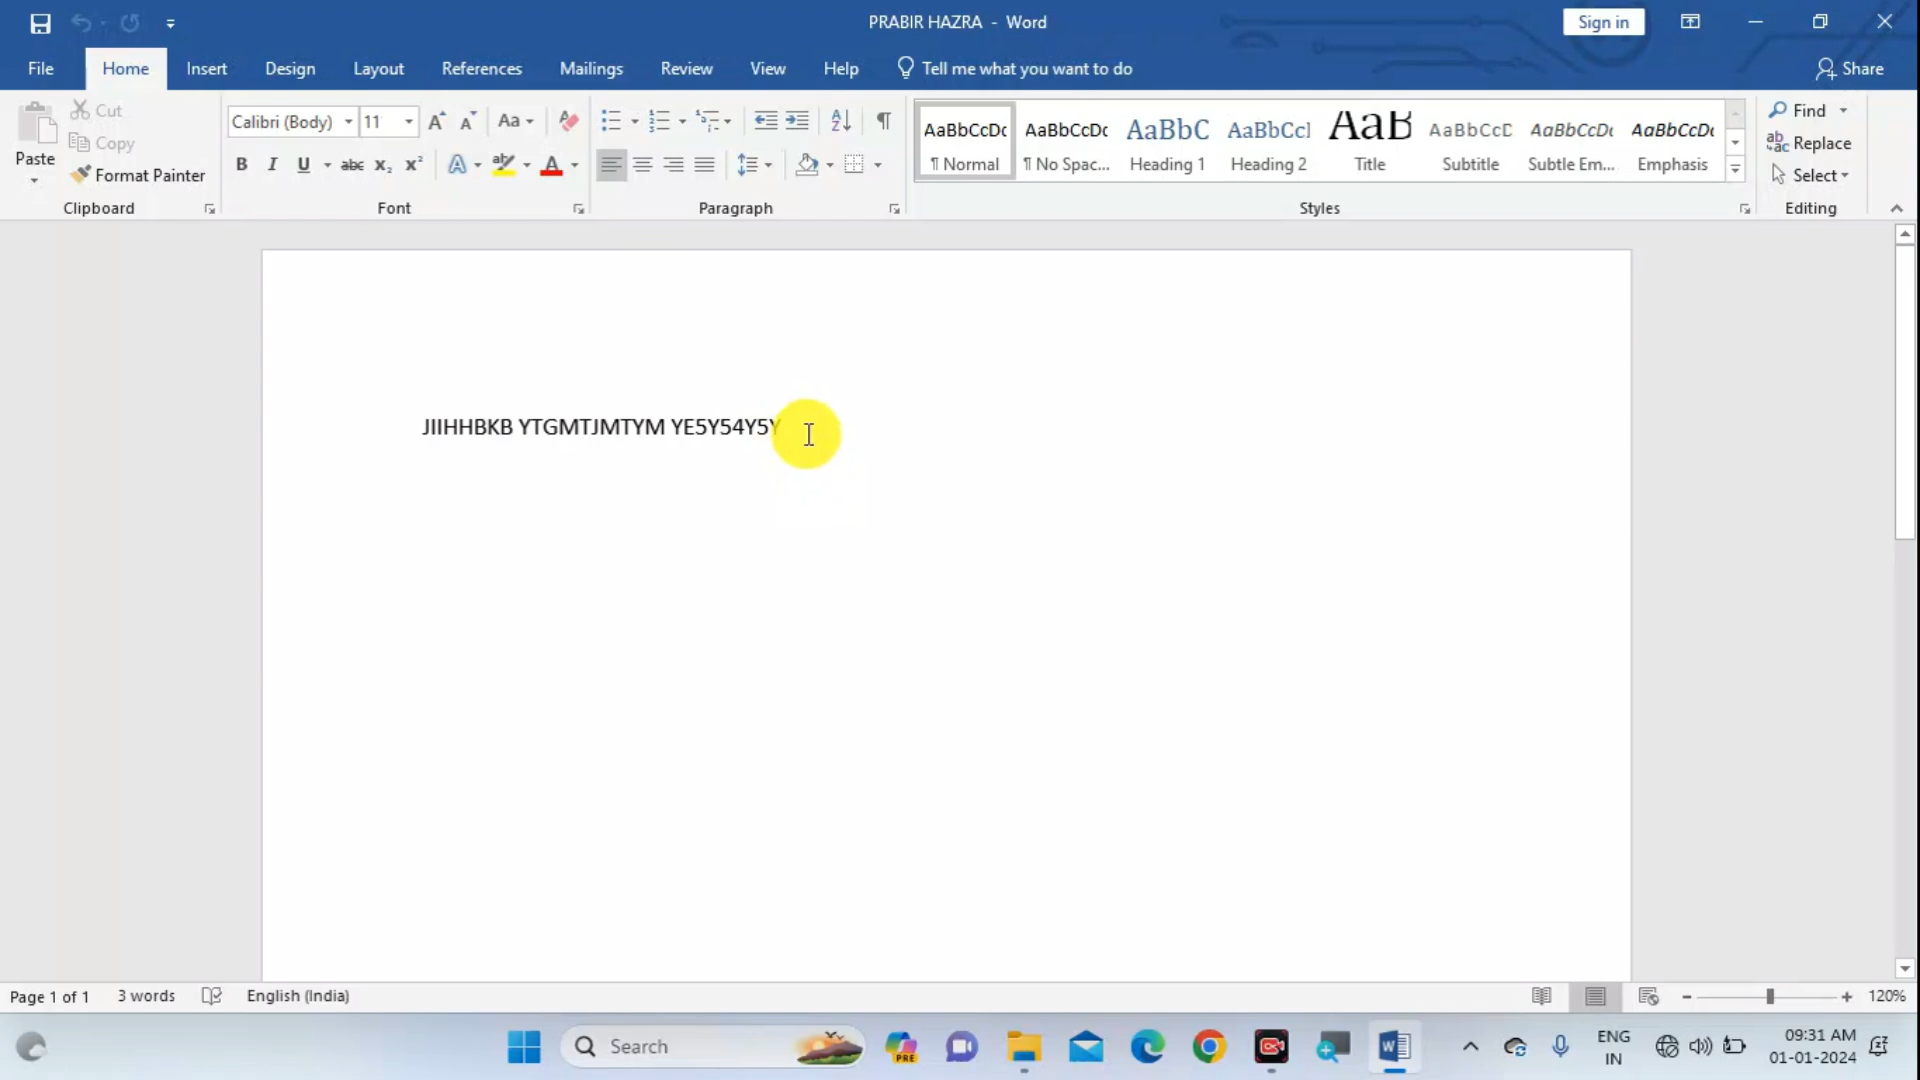 PRABIR HAZRA - Word
Sign in
File Home Insert Design Layout References Mailings Review View Help Tell me what you want to do Share
Paste
Cut
Copy
Format Painter
Clipboard
Calibri (Body) 11
Font
Paragraph
AaBbCcDc AaBbCcDc AaBbC AaBbCcI AaB AaBbCcD AaBbCcDc AaBbCcDc
¶ Normal ¶ No Spac... Heading 1 Heading 2 Title Subtitle Subtle Em... Emphasis
Styles
Find
Replace
Select
Editing
JIIHHBKB YTGMTJMTYM YE5Y54Y5Y
Page 1 of 1 3 words English (India) 120%
Search
PRE
ENG
IN
09:31 AM
01-01-2024